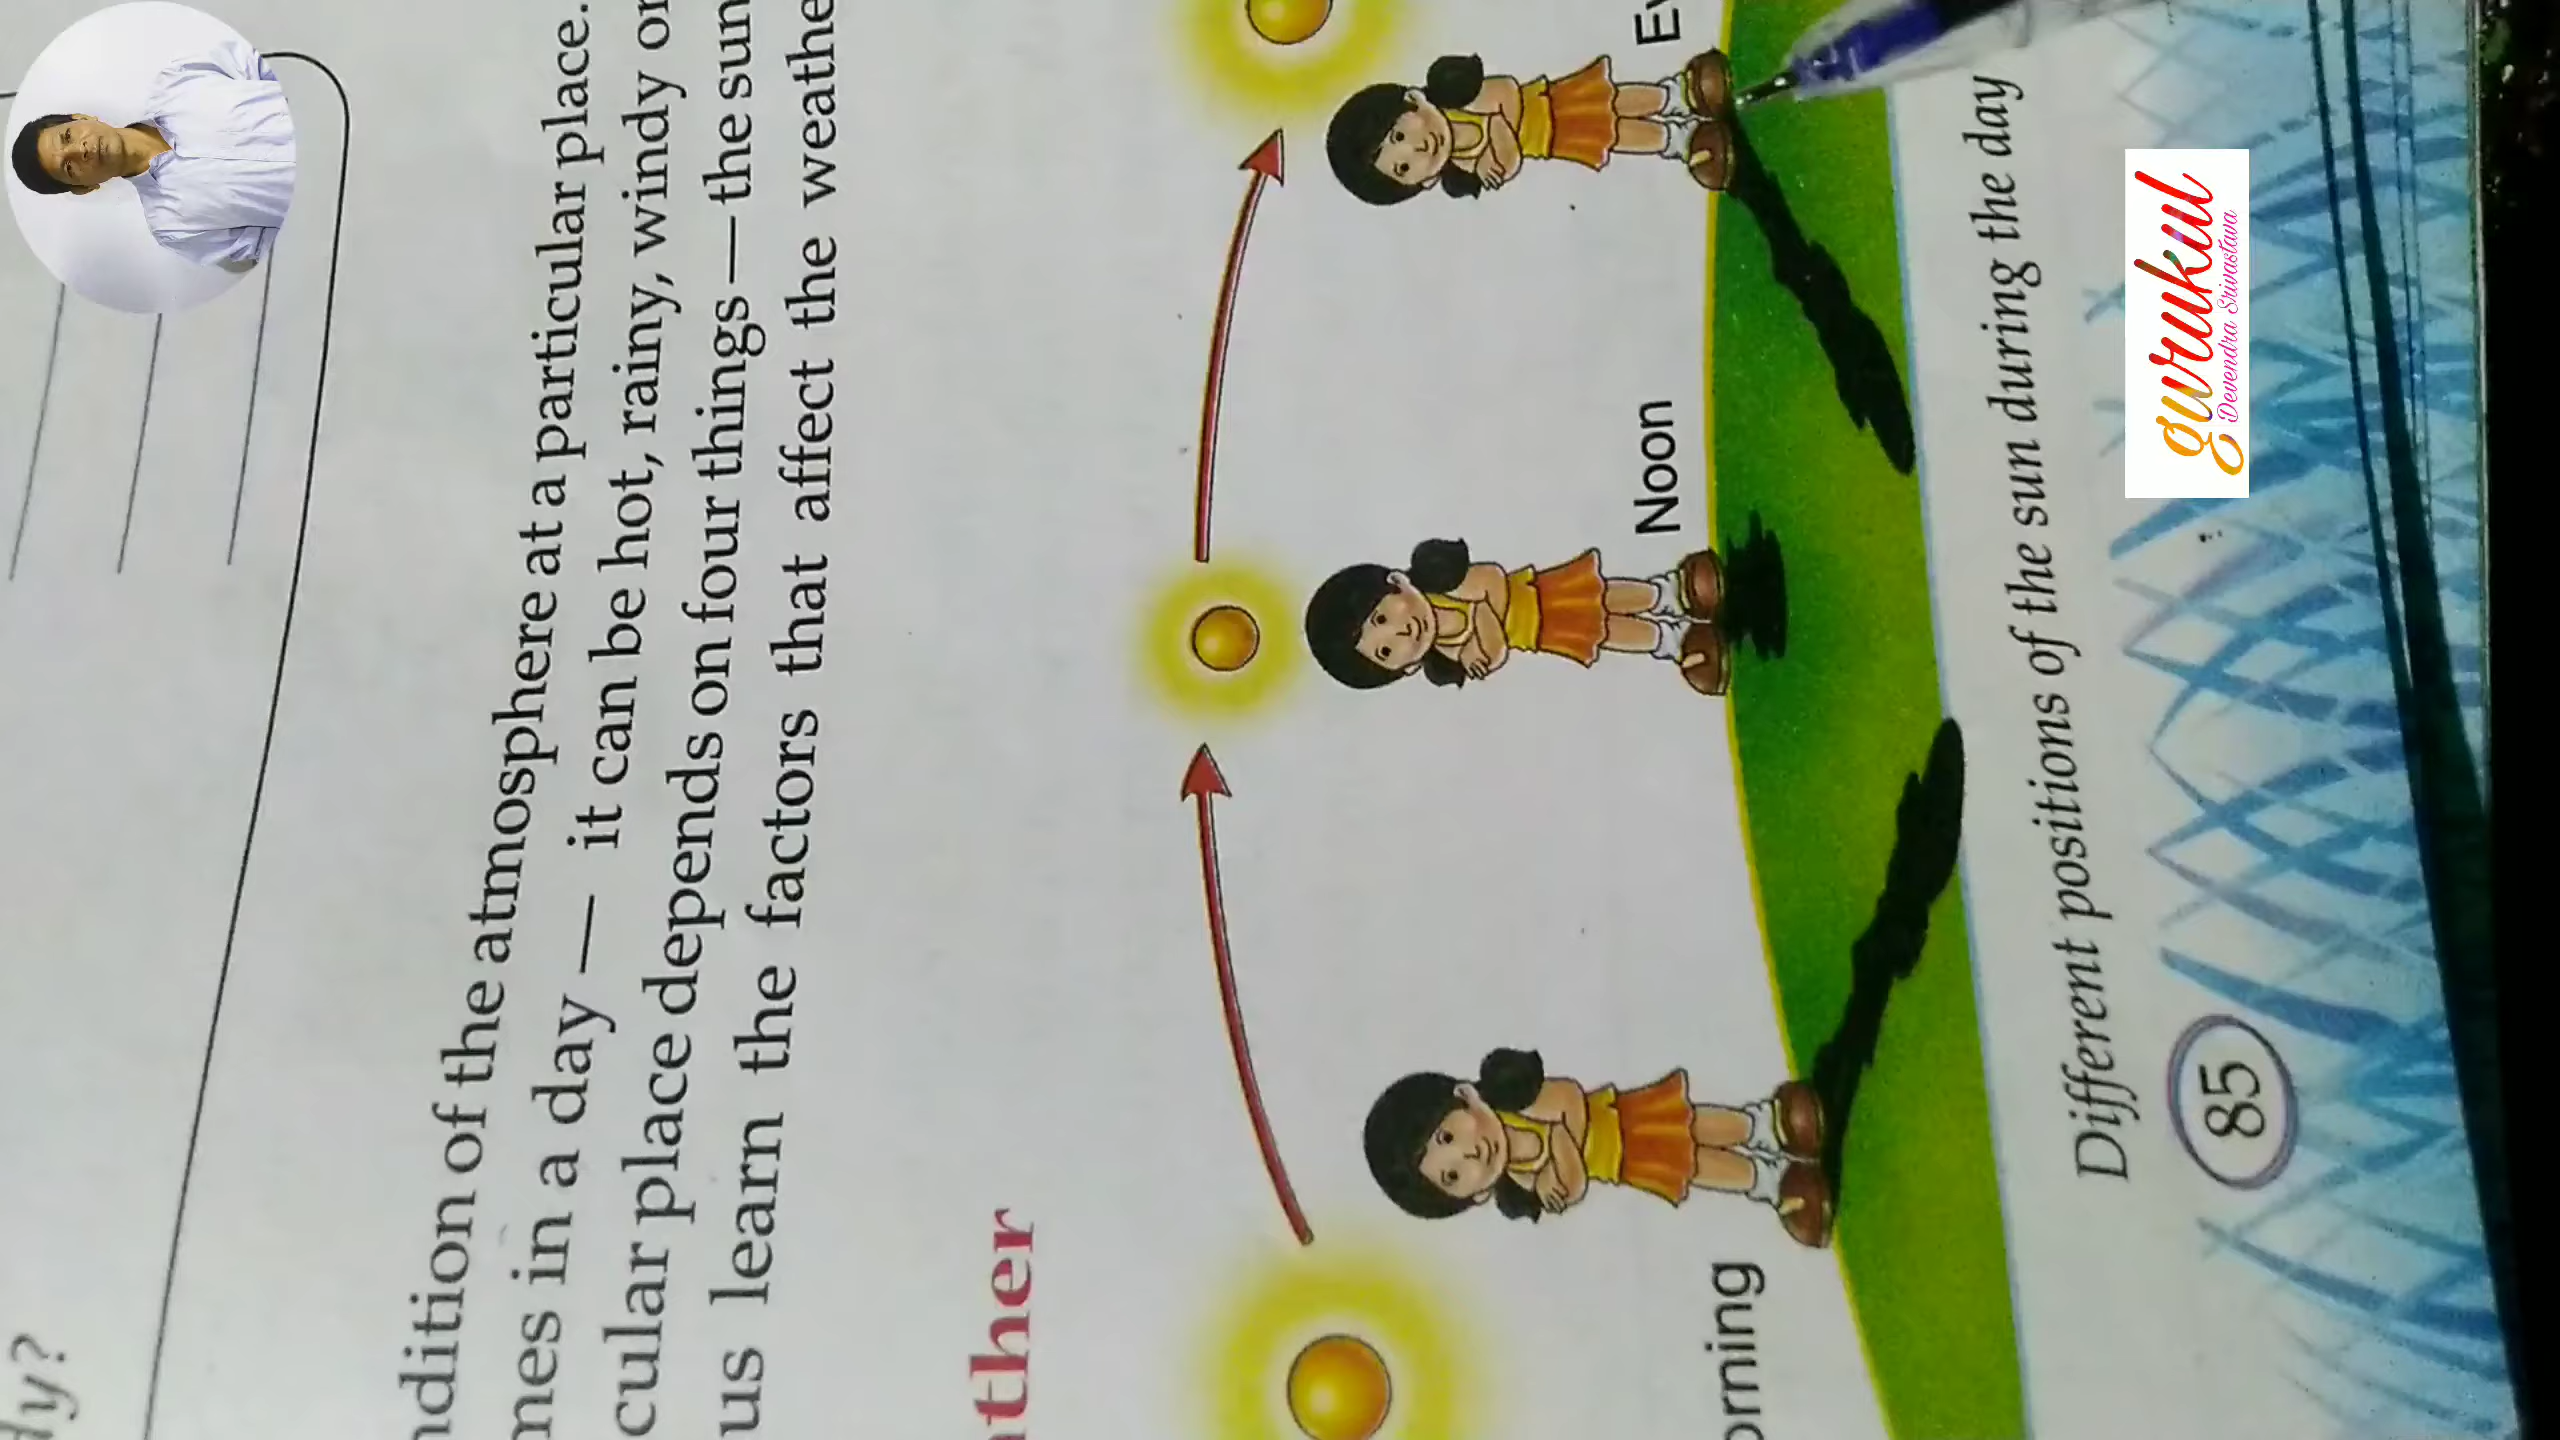 dy?
ndition of the atmosphere at a particular place.
mes in a day — it can be hot, rainy, windy or
cular place depends on four things — the sun
us learn the factors that affect the weathe
ather
orning
Noon
Ev
Different positions of the sun during the day
85
gurukul
Devendra Srivastava